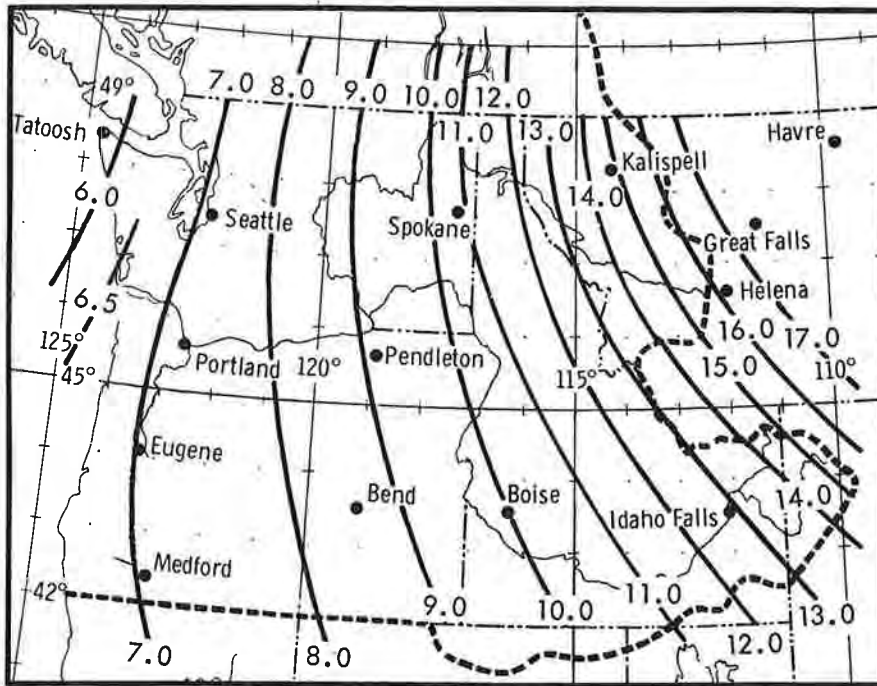 49°
7.0 8.0 9.0 10.0 12.0
11.0 13.0
Tatoosh
Havre
Kalispell
6.0
14.0
Seattle
Spokane
Great Falls
Helena
6.5
16.0 17.0
125°
Portland
120°
Pendleton
115°
15.0
110°
45°
Eugene
Bend
Boise
Idaho Falls
14.0
Medford
42°
9.0
10.0
11.0
13.0
12.0
7.0
8.0